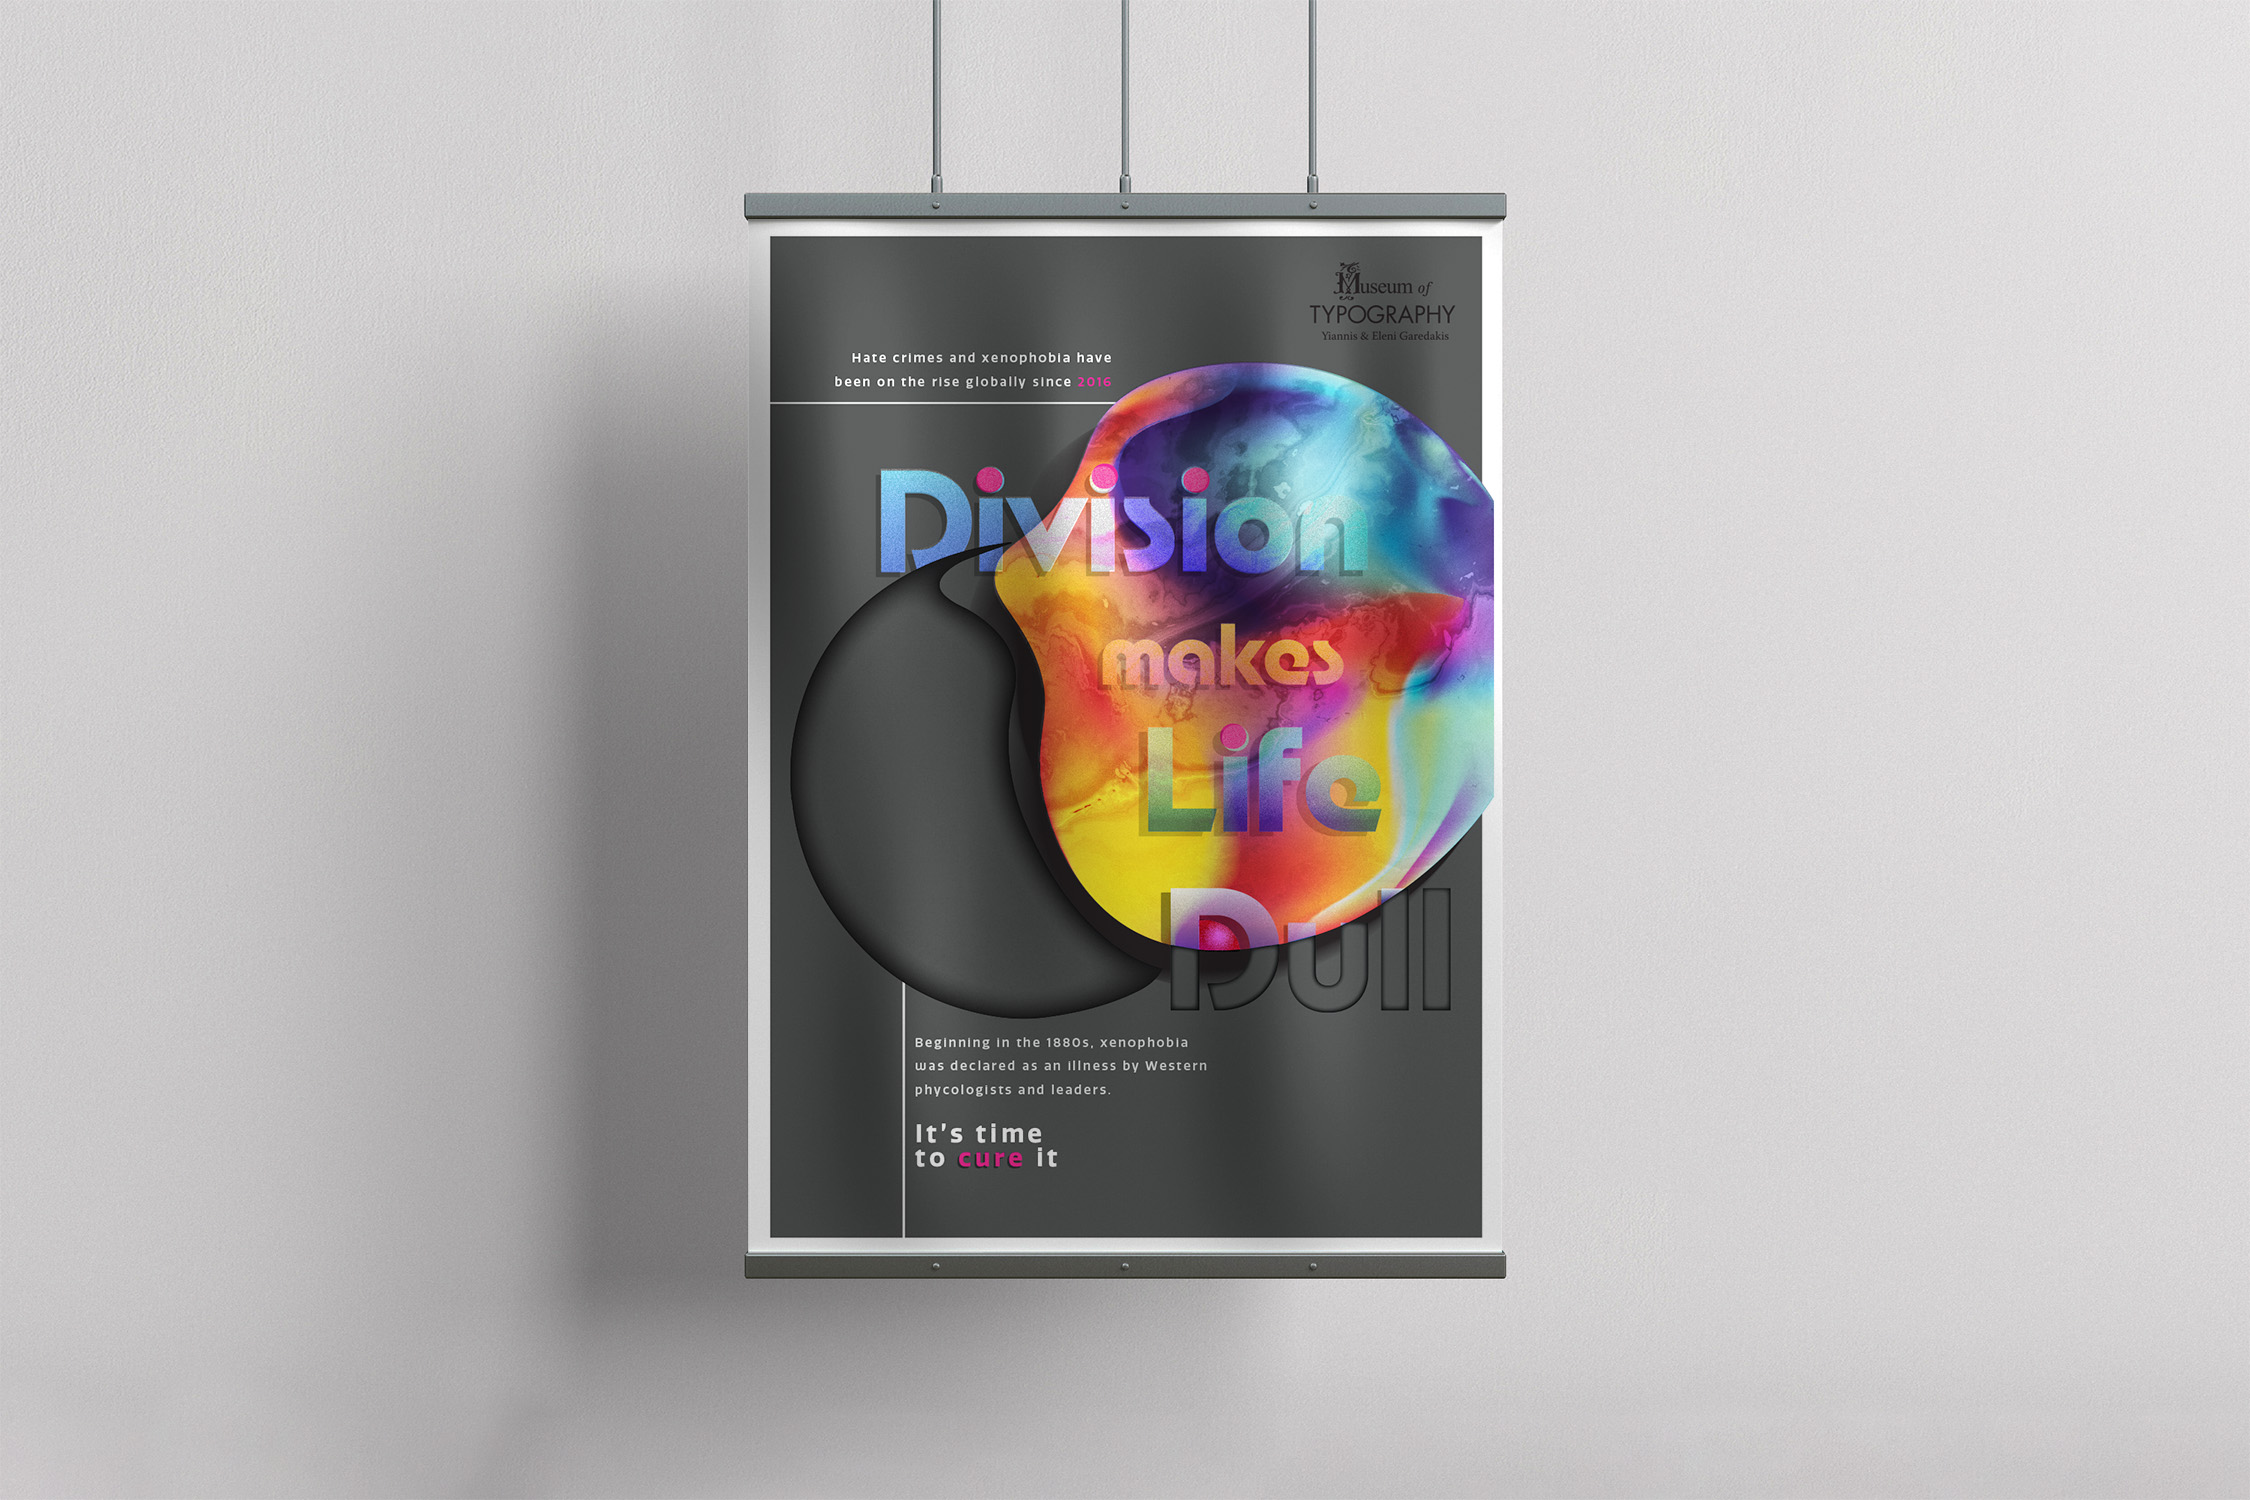 Museum of
TYPOGRAPHY
Yiannis & Eleni Garedakis
Hate crimes and xenophobia have
been on the rise globally since 2016
Division
makes
Life
Dull
Beginning in the 1880s, xenophobia
was declared as an illness by Western
phycologists and leaders.
It's time
to cure it